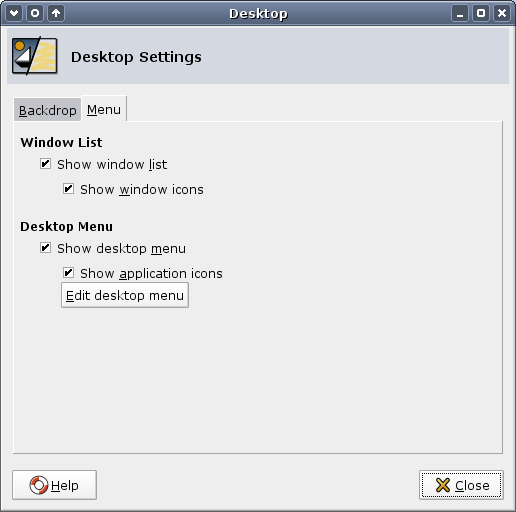 Desktop
Desktop Settings
Backdrop Menu
Window List
Show window list
Show window icons
Desktop Menu
Show desktop menu
Show application icons
Edit desktop menu
Help Close